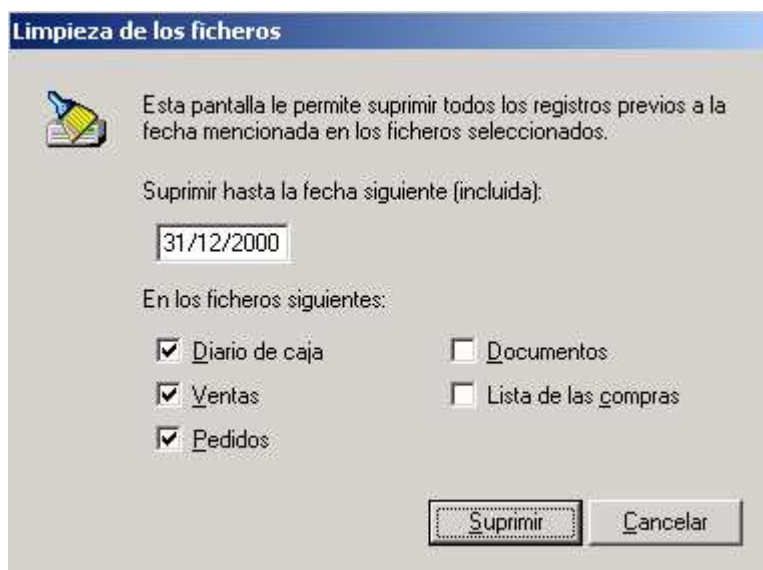 Limpieza de los ficheros
Esta pantalla le permite suprimir todos los registros previos a la
fecha mencionada en los ficheros seleccionados.
Suprimir hasta la fecha siguiente (incluida):
31/12/2000
En los ficheros siguientes:
Diario de caja
Documentos
Ventas
Lista de las compras
Pedidos
Suprimir
Cancelar